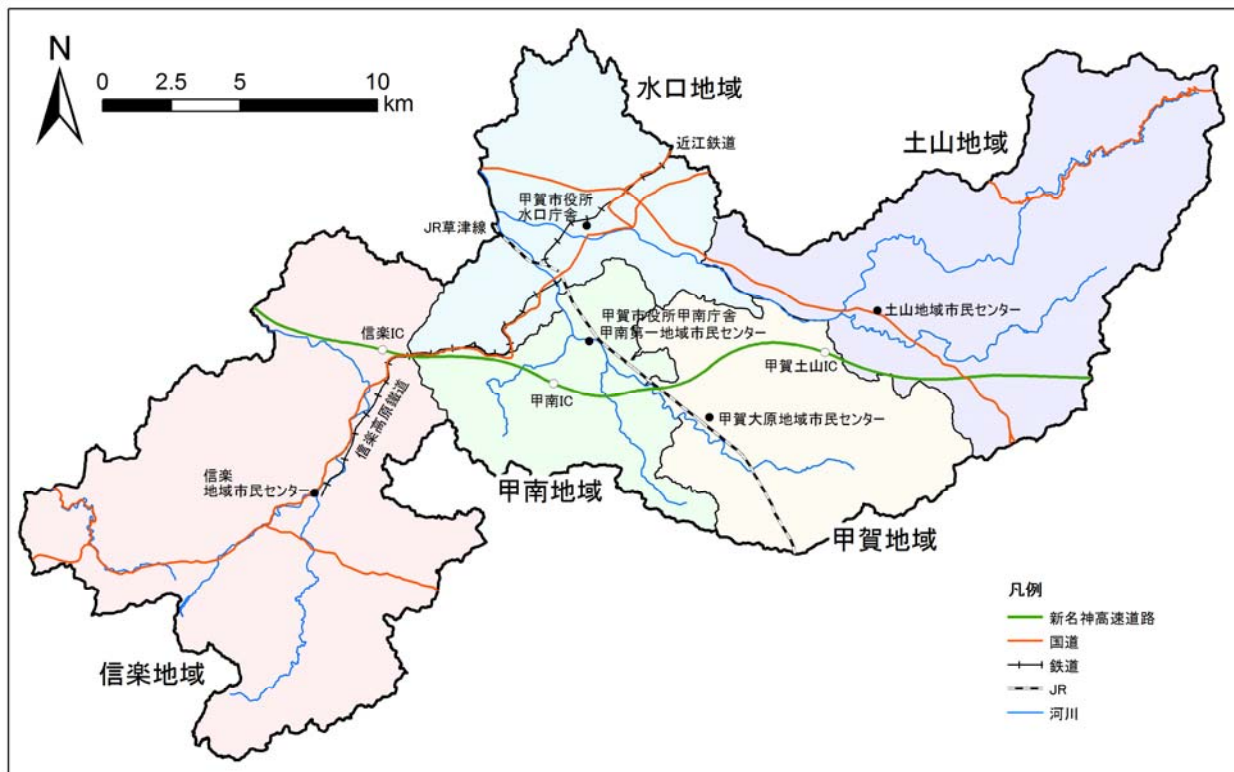 N
0 2.5 5 10
km
水口地域
近江鉄道
土山地域
甲賀市役所
水口庁舎
JR草津線
土山地域市民センター
甲賀市役所甲南庁舎
甲南第一地域市民センター
信楽IC
甲賀土山IC
甲南IC
信楽高原鐵道
甲賀大原地域市民センター
信楽
地域市民センター
甲南地域
甲賀地域
信楽地域
凡例
新名神高速道路
国道
鉄道
JR
河川